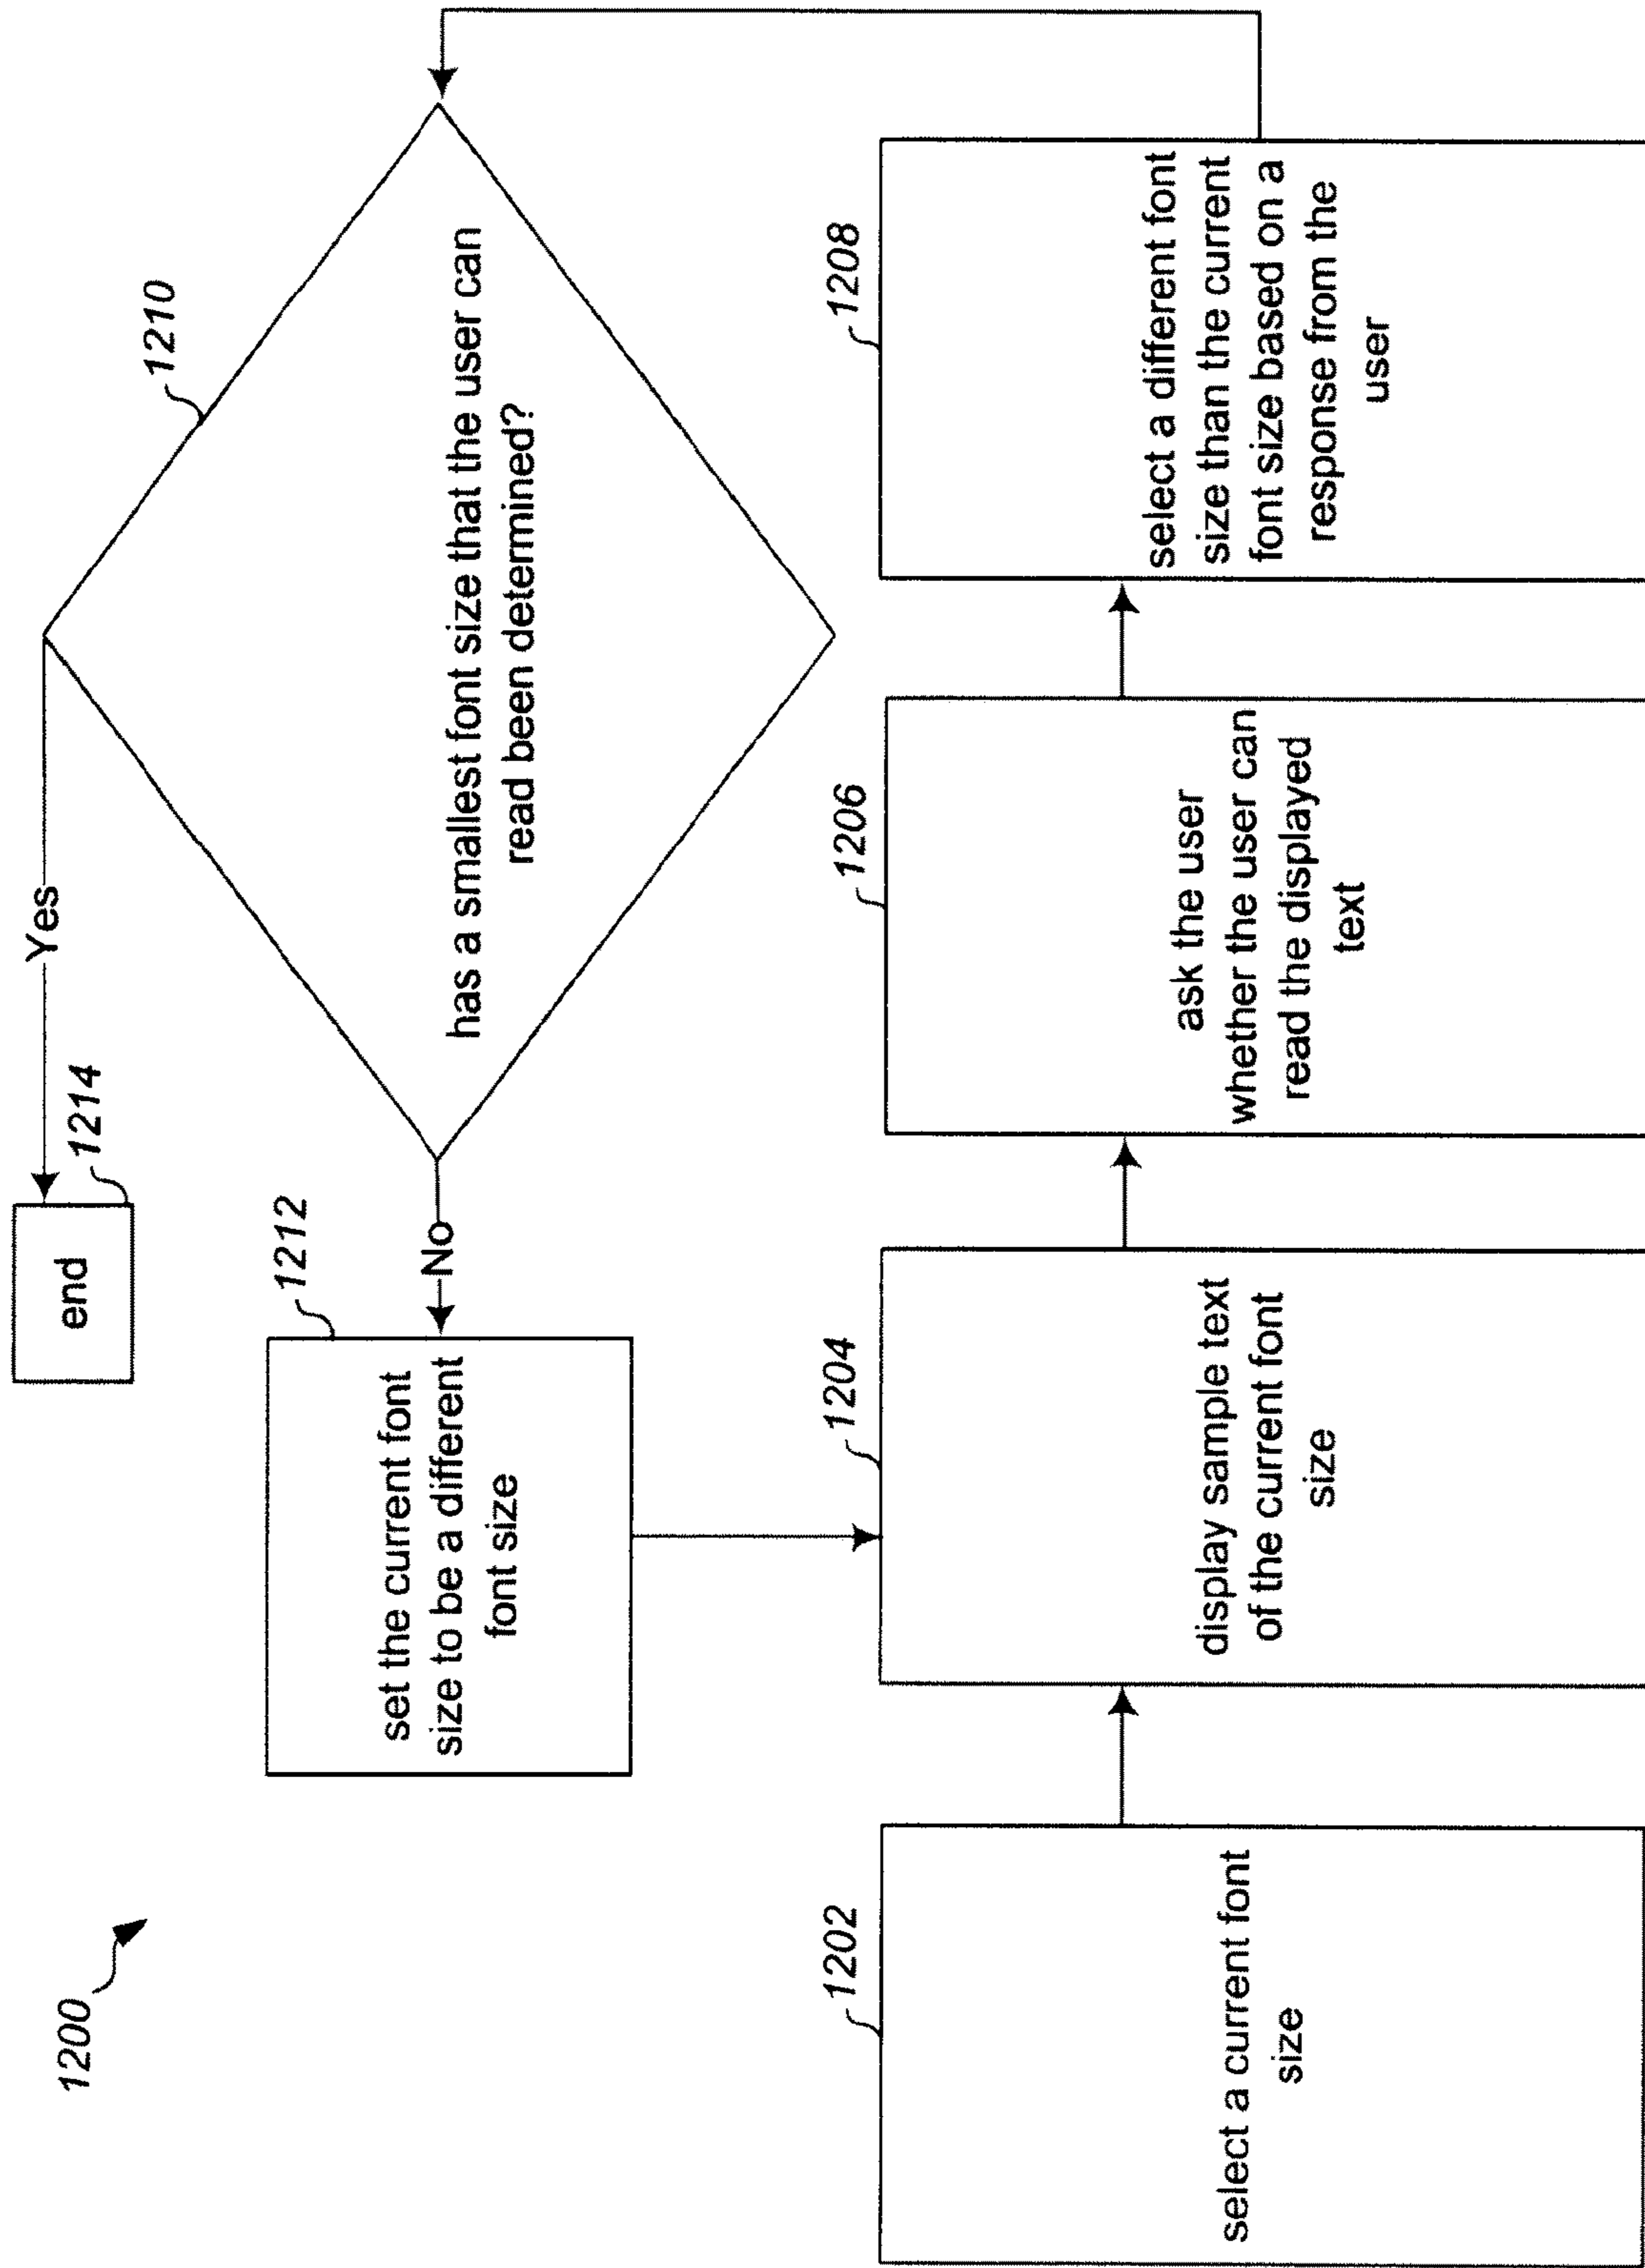 1200
1202
select a current font
size
1204
display sample text
of the current font
size
1206
ask the user
whether the user can
read the displayed
text
1208
select a different font
size than the current
font size based on a
response from the
user
1210
has a smallest font size that the user can
read been determined?
No
1212
set the current font
size to be a different
font size
Yes
1214
end